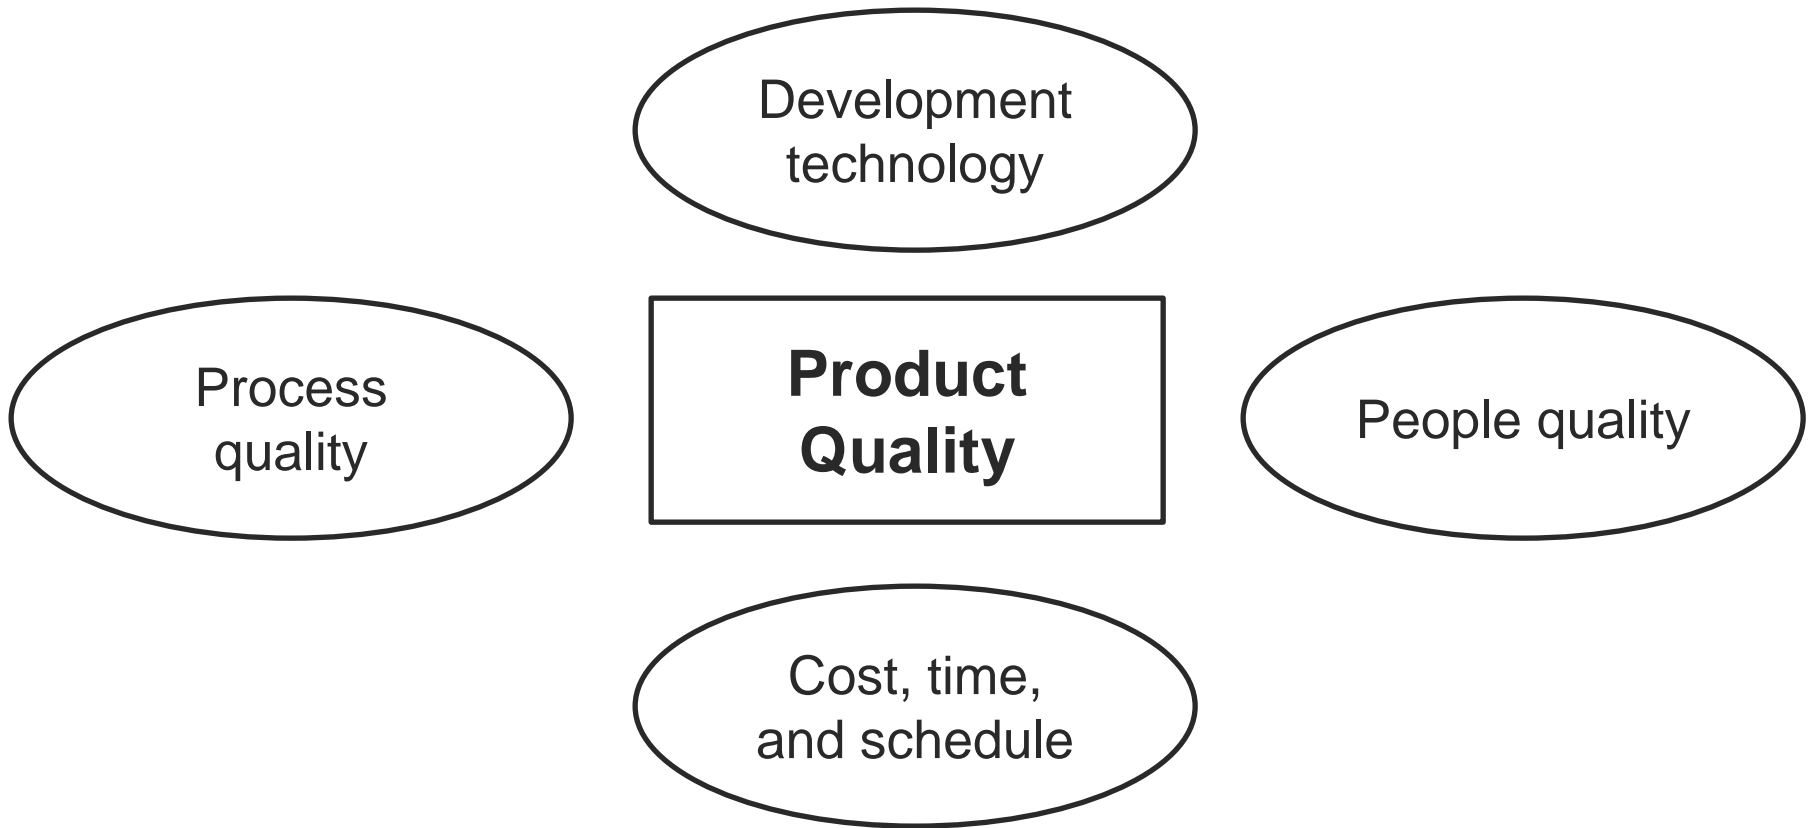 Development
technology
Process
quality
Product
Quality
People quality
Cost, time,
and schedule